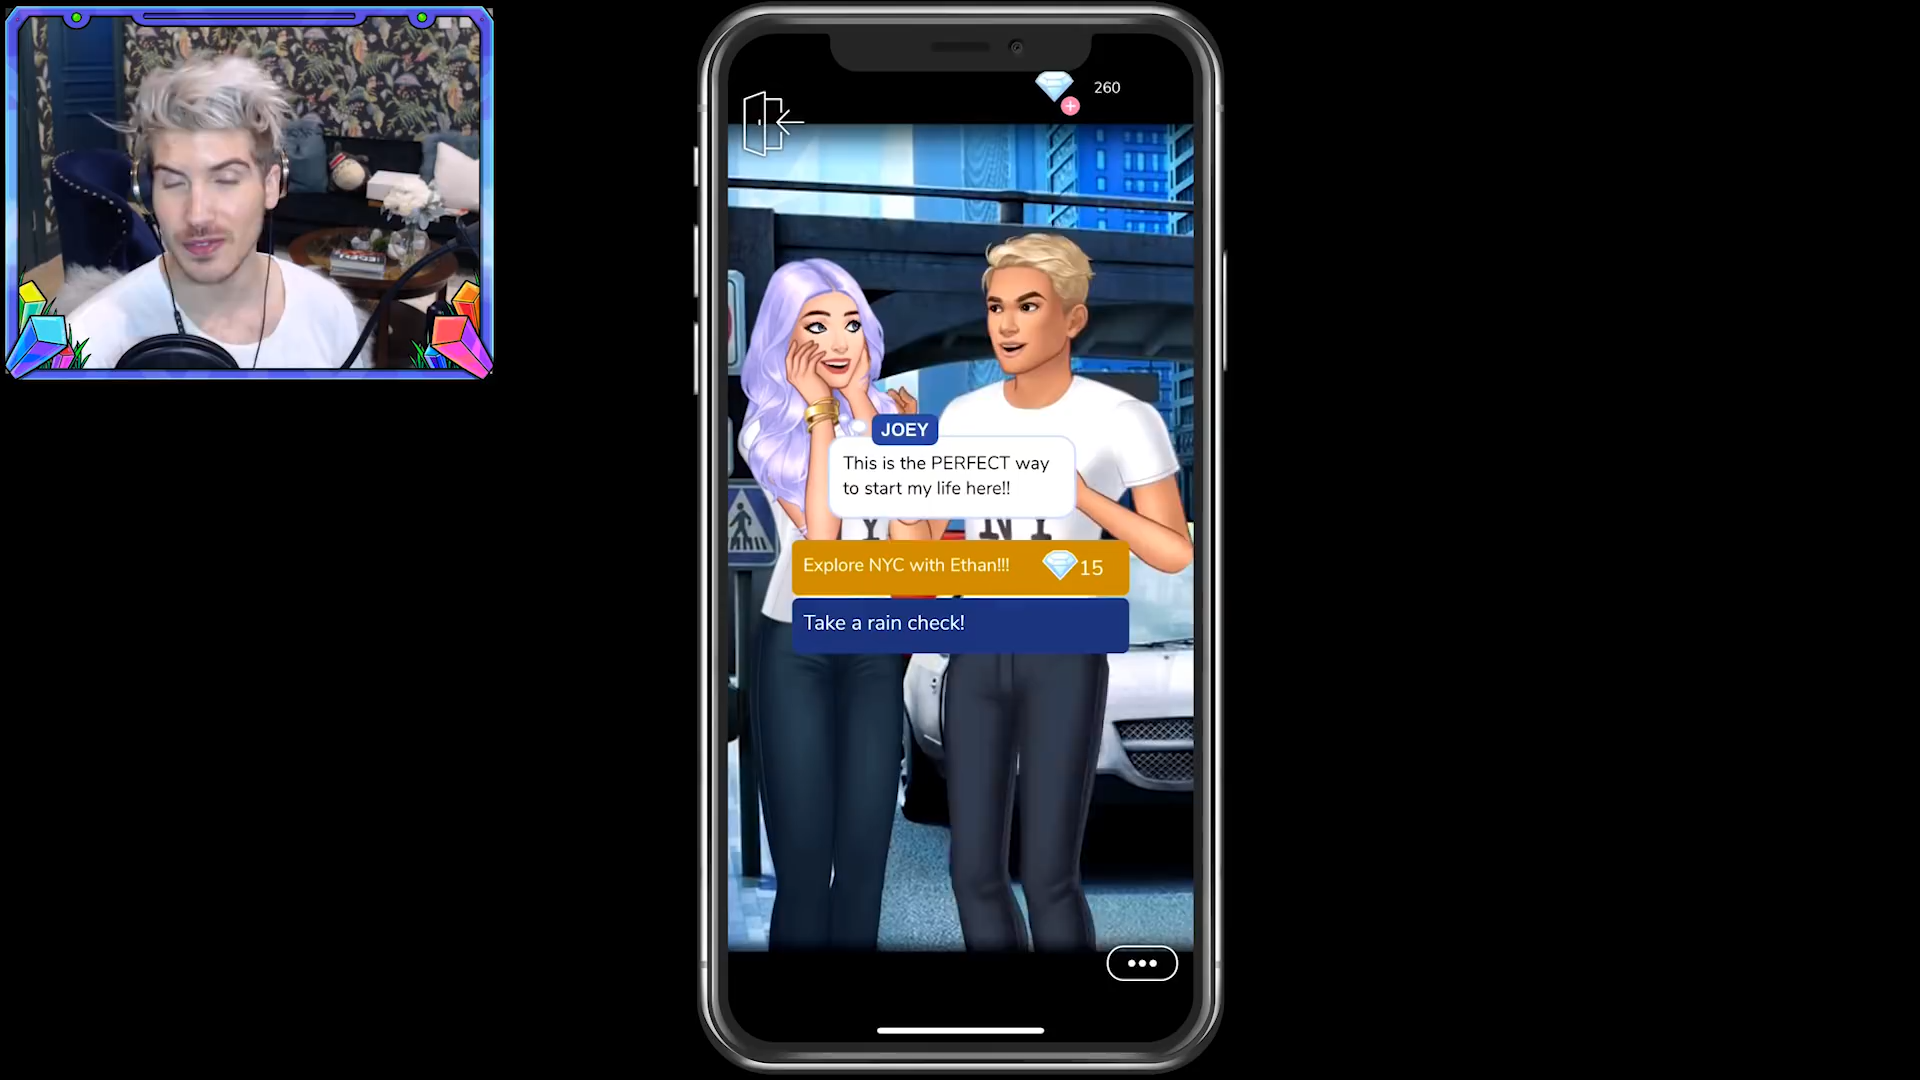 260
JOEY
This is the PERFECT way
to start my life here!!
NY
Explore NYC with Ethan!!! 15
Take a rain check!